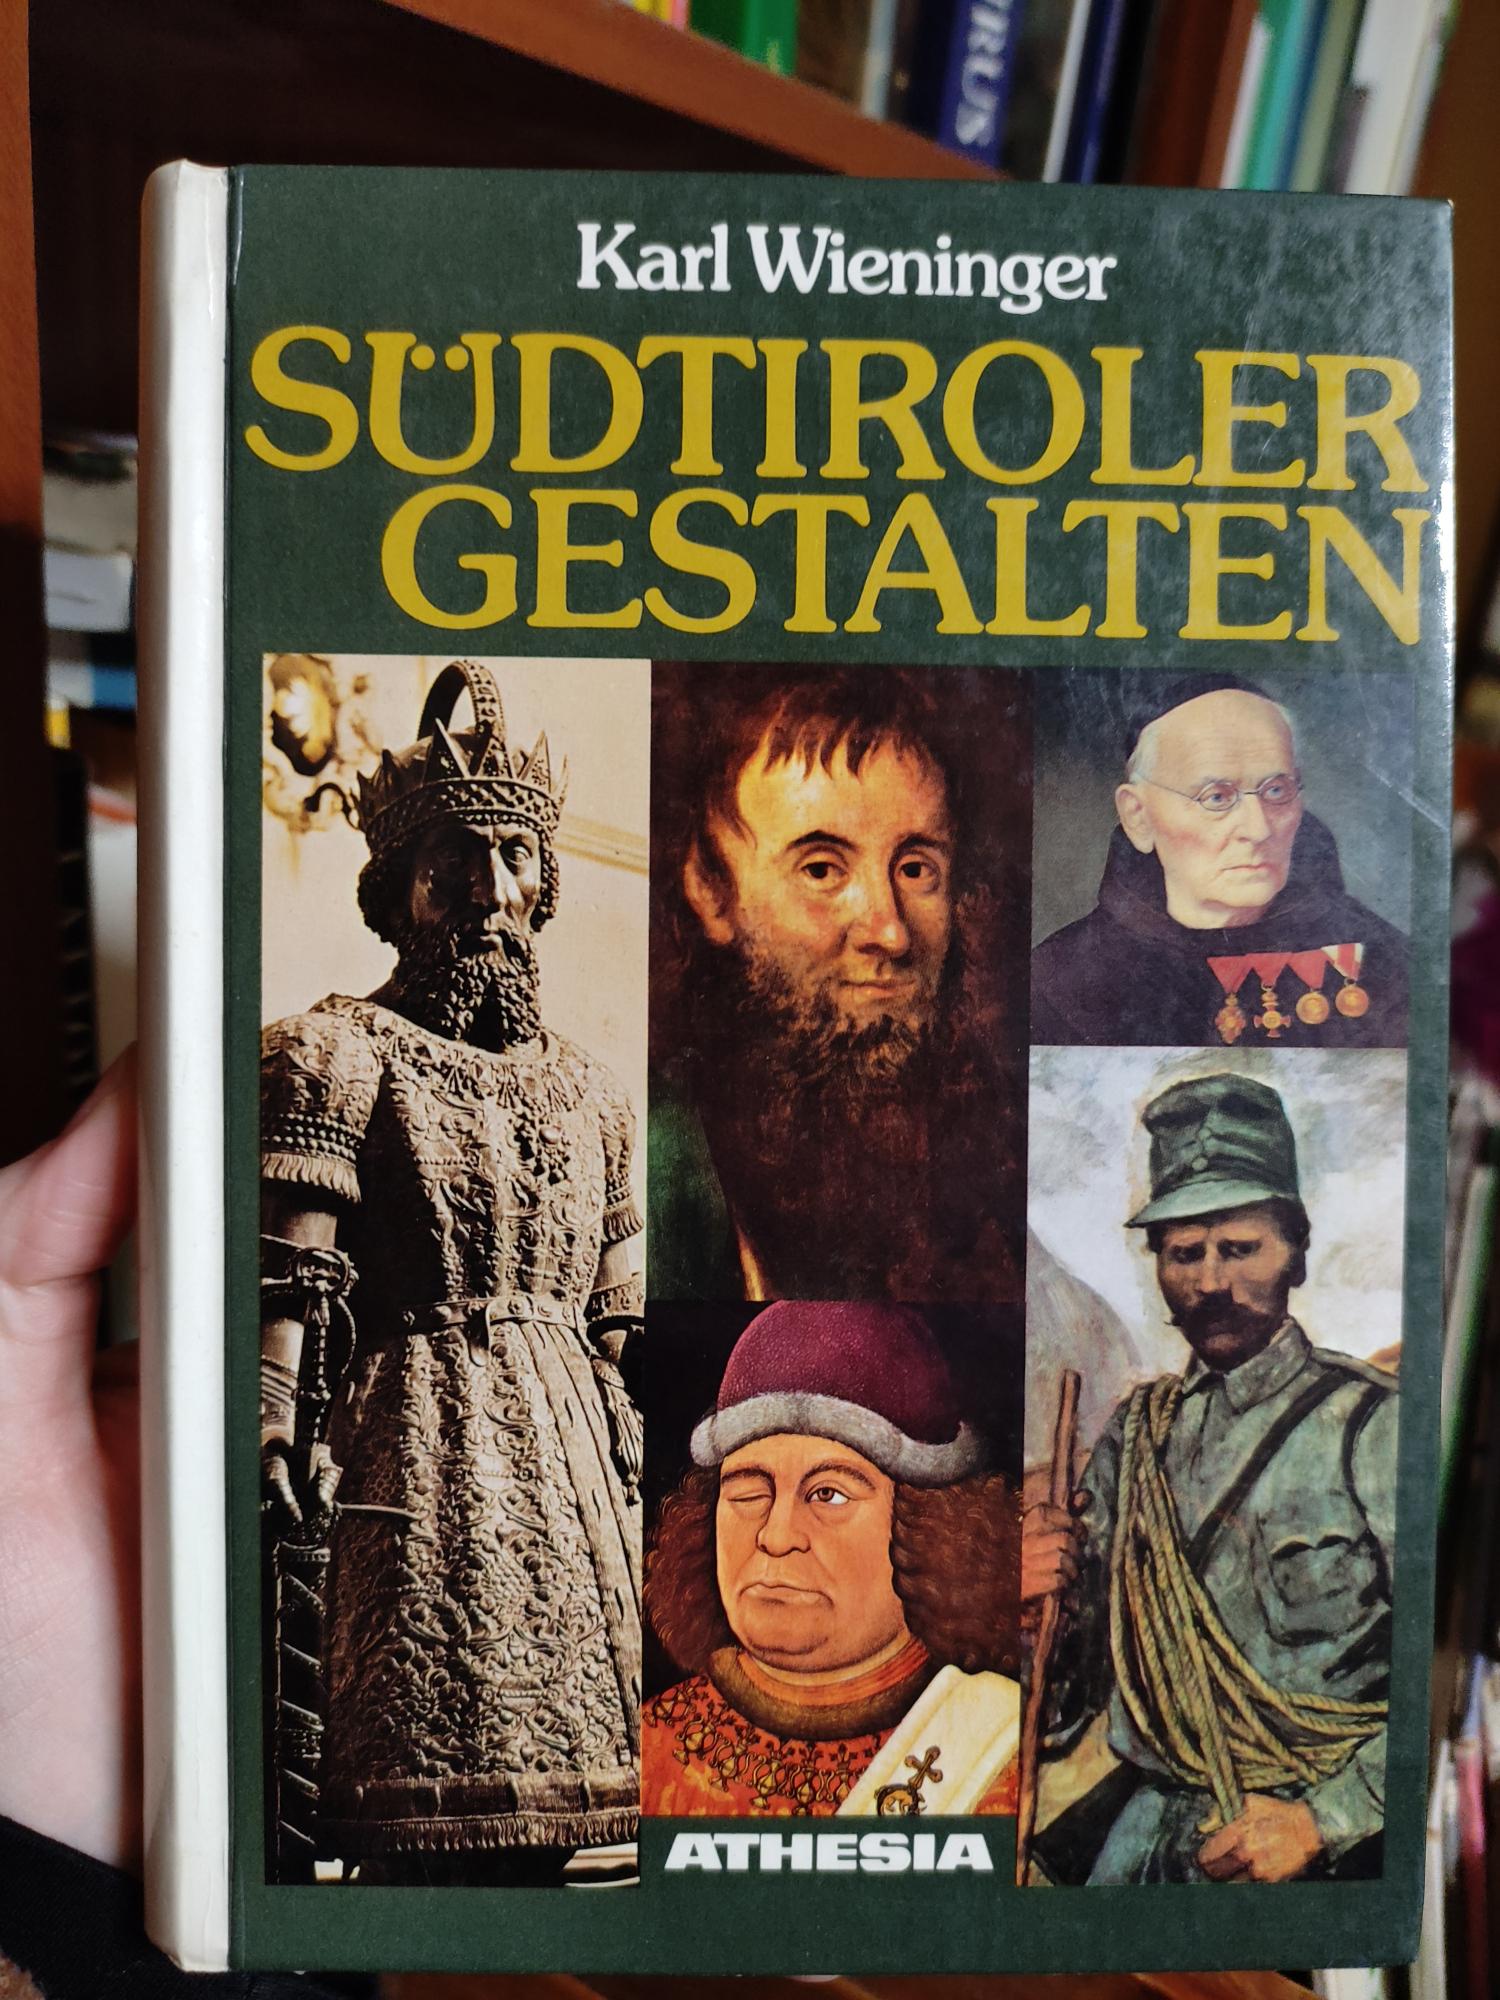 Karl Wieninger
SÜDTIROLER
GESTALTEN
ATHESIA